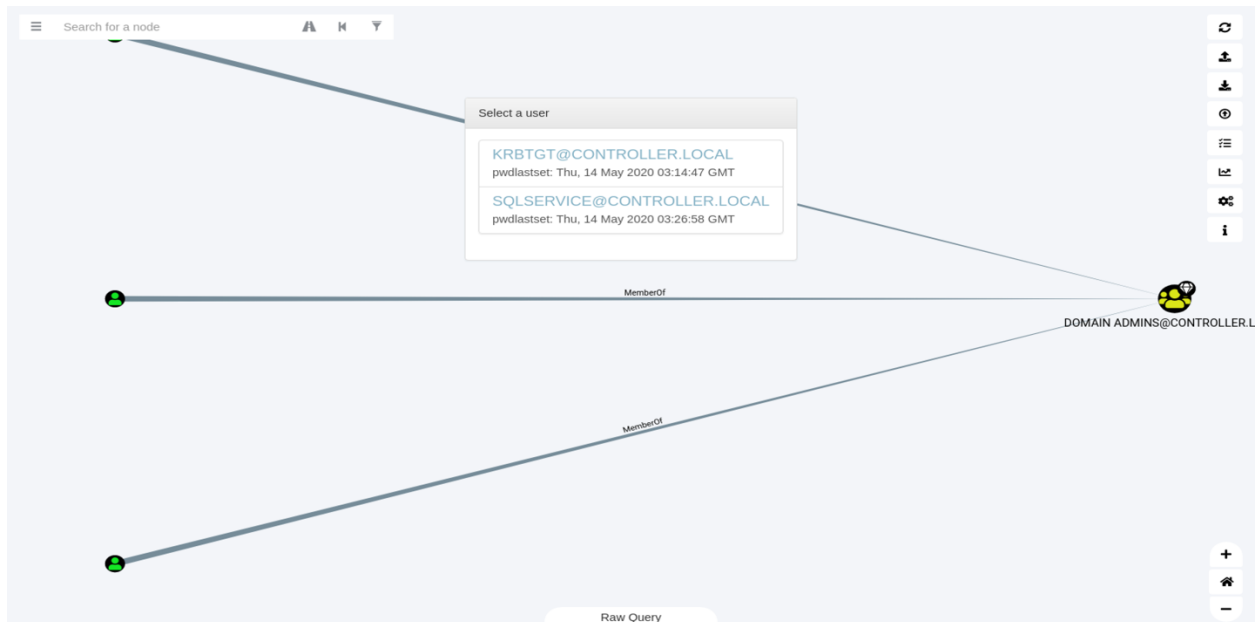 Search for a node
Select a user
KRBTGT@CONTROLLER.LOCAL
pwdlastset: Thu, 14 May 2020 03:14:47 GMT
SQLSERVICE@CONTROLLER.LOCAL
pwdlastset: Thu, 14 May 2020 03:26:58 GMT
MemberOf
DOMAIN ADMINS@CONTROLLER.L
MemberOf
Raw Query